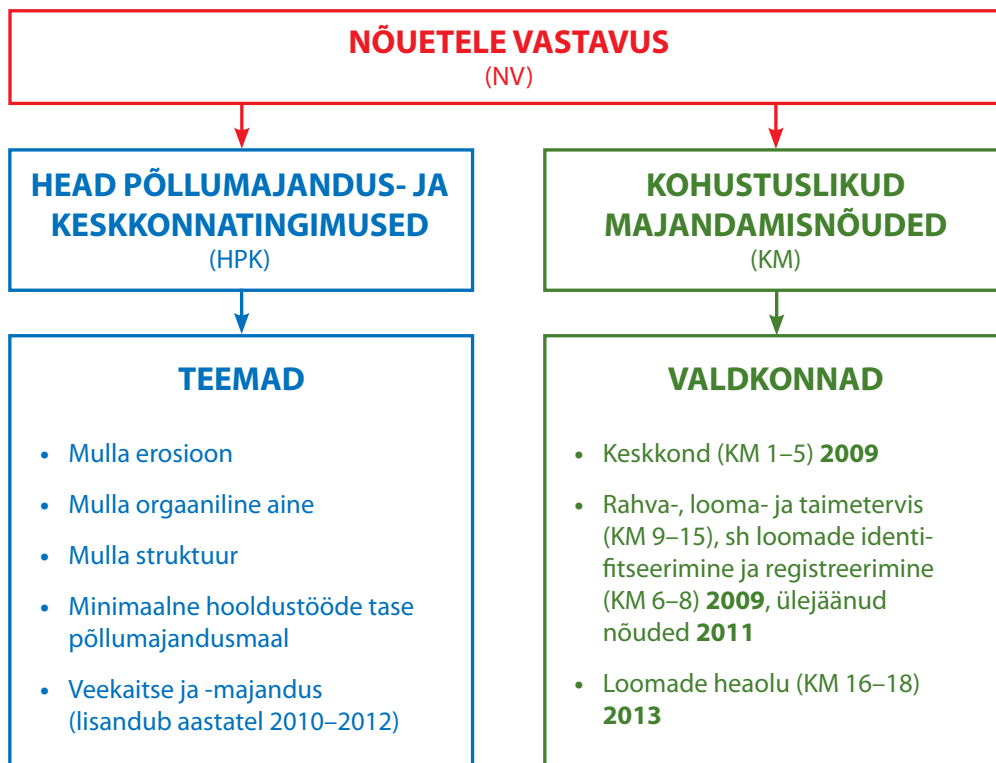 NÕUETELE VASTAVUS
(NV)
HEAD PÕLLUMAJANDUS- JA
KESKKONNATINGIMUSED
(HPK)
KOHUSTUSLIKUD
MAJANDAMISNÕUDED
(KM)
TEEMAD
• Mulla erosioon
• Mulla orgaaniline aine
• Mulla struktuur
• Minimaalne hooldustööde tase
põllumajandusmaal
• Veekaitse ja -majandus
(lisandub aastatel 2010–2012)
VALDKONNAD
• Keskkond (KM 1–5) 2009
• Rahva-, looma- ja taimetervis
(KM 9–15), sh loomade identi-
fitseerimine ja registreerimine
(KM 6–8) 2009, ülejäänud
nõuded 2011
• Loomade heaolu (KM 16–18)
2013